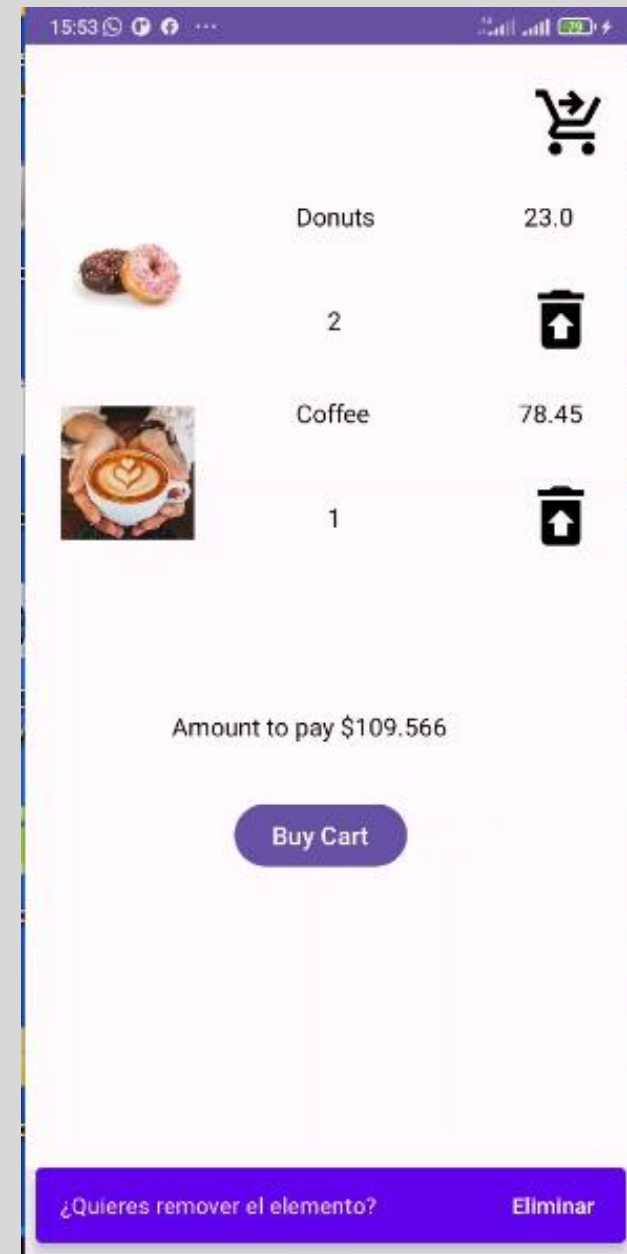 15:53
79
Donuts 23.0
2
Coffee 78.45
1
Amount to pay $109.566
Buy Cart
¿Quieres remover el elemento? Eliminar